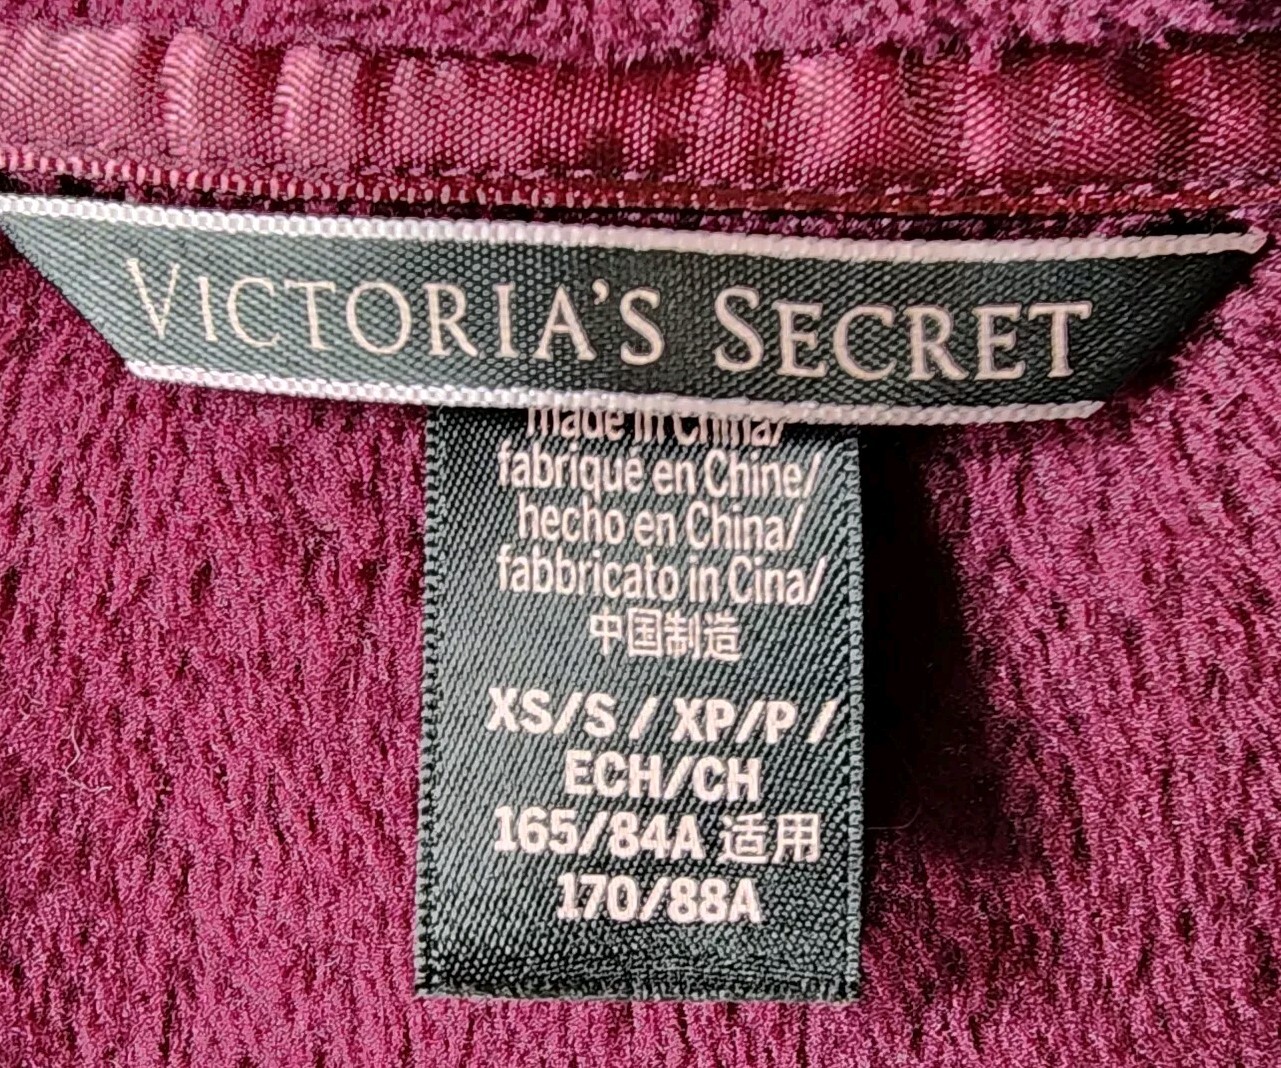 VICTORIA'S SECRET
made in China/
fabriqué en Chine/
hecho en China/
fabbricato in Cina/
中国制造
XS/S / XP/P /
ECH/CH
165/84A 适用
170/88A